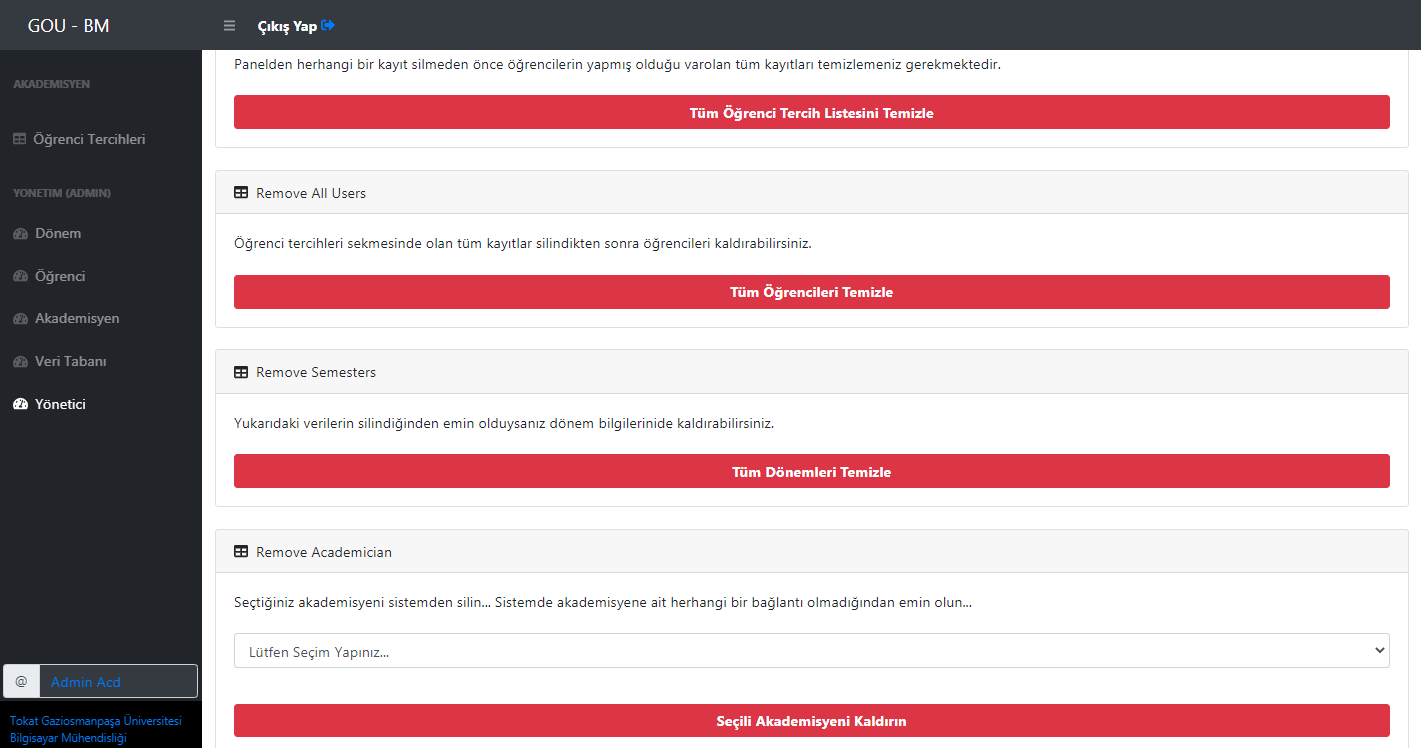 GOU - BM
Çıkış Yap
AKADEMISYEN
Öğrenci Tercihleri
YONETIM (ADMIN)
Dönem
Öğrenci
Akademisyen
Veri Tabanı
Yönetici
@ Admin Acd
Tokat Gaziosmanpaşa Üniversitesi
Bilgisayar Mühendisliği
Panelden herhangi bir kayıt silmeden önce öğrencilerin yapmış olduğu varolan tüm kayıtları temizlemeniz gerekmektedir.
Tüm Öğrenci Tercih Listesini Temizle
Remove All Users
Öğrenci tercihleri sekmesinde olan tüm kayıtlar silindikten sonra öğrencileri kaldırabilirsiniz.
Tüm Öğrencileri Temizle
Remove Semesters
Yukarıdaki verilerin silindiğinden emin olduysanız dönem bilgilerinide kaldırabilirsiniz.
Tüm Dönemleri Temizle
Remove Academician
Seçtiğiniz akademisyeni sistemden silin... Sistemde akademisyene ait herhangi bir bağlantı olmadığından emin olun...
Lütfen Seçim Yapınız...
Seçili Akademisyeni Kaldırın